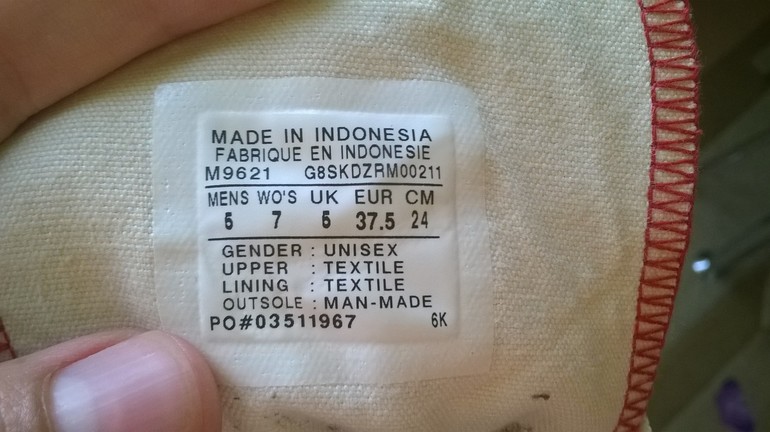 MADE IN INDONESIA
FABRIQUE EN INDONESIE
M9621 G8SKDZRM00211
MENS WO'S UK EUR CM
5 7 5 37.5 24
GENDER : UNISEX
UPPER : TEXTILE
LINING : TEXTILE
OUTSOLE : MAN-MADE
PO#03511967 6K